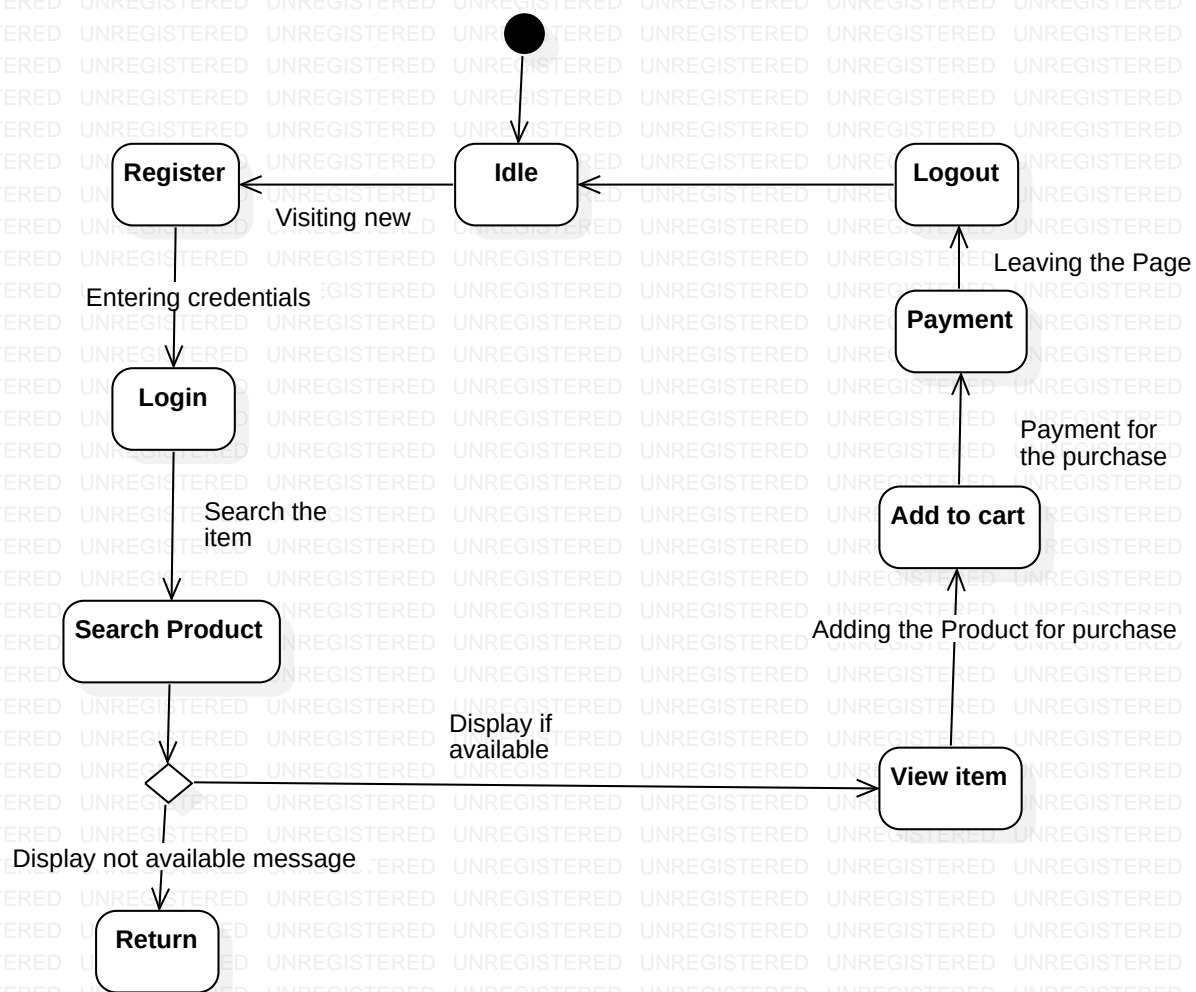 Register
Idle
Logout
Visiting new
Leaving the Page
Entering credentials
Payment
Login
Payment for
the purchase
Search the
item
Add to cart
Search Product
Adding the Product for purchase
Display if
available
View item
Display not available message
Return
UNREGISTERED